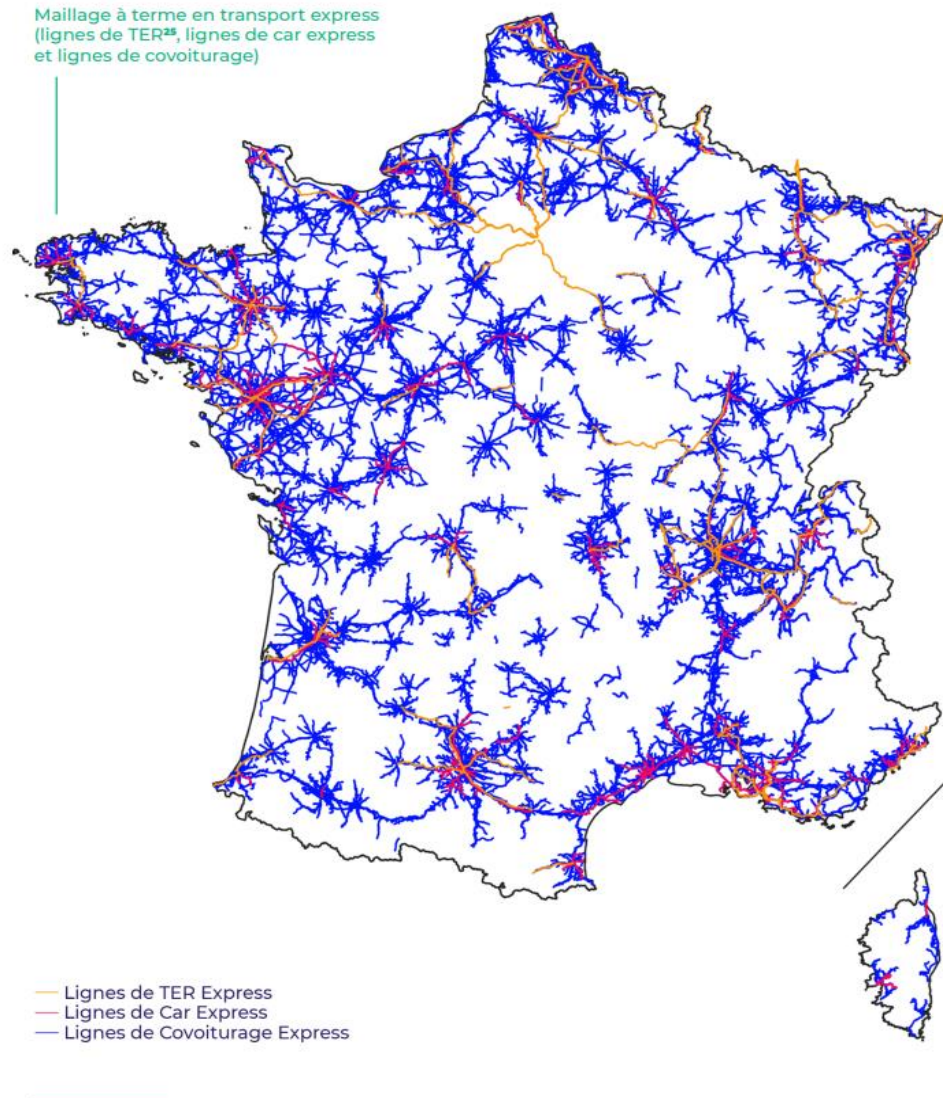 Maillage à terme en transport express
(lignes de TER²⁵, lignes de car express
et lignes de covoiturage)
Lignes de TER Express
Lignes de Car Express
Lignes de Covoiturage Express